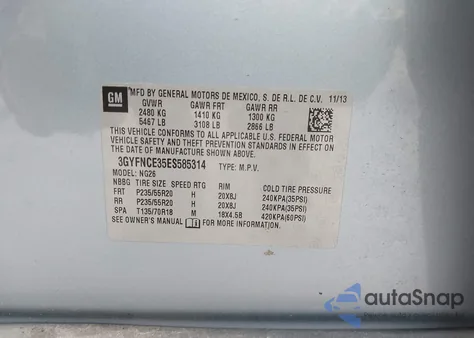 GM
MFD BY GENERAL MOTORS DE MEXICO, S. DE R.L. DE C.V. 11/13
GVWR GAWR FRT GAWR RR
2480 KG 1410 KG 1300 KG
5467 LB 3108 LB 2866 LB
THIS VEHICLE CONFORMS TO ALL APPLICABLE U.S. FEDERAL MOTOR
VEHICLE SAFETY AND THEFT PREVENTION STANDARDS IN EFFECT ON THE
DATE OF MANUFACTURE SHOWN ABOVE.
3GYFNCE35ES585314 TYPE: M.P.V.
MODEL: NG26
NBBG TIRE SIZE SPEED RTG RIM COLD TIRE PRESSURE
FRT P235/55R20 H 20X8J 240KPA(35PSI)
RR P235/55R20 H 20X8J 240KPA(35PSI)
SPA T135/70R18 M 18X4.5B 420KPA(60PSI)
SEE OWNER'S MANUAL FOR MORE INFORMATION.
autoSnap